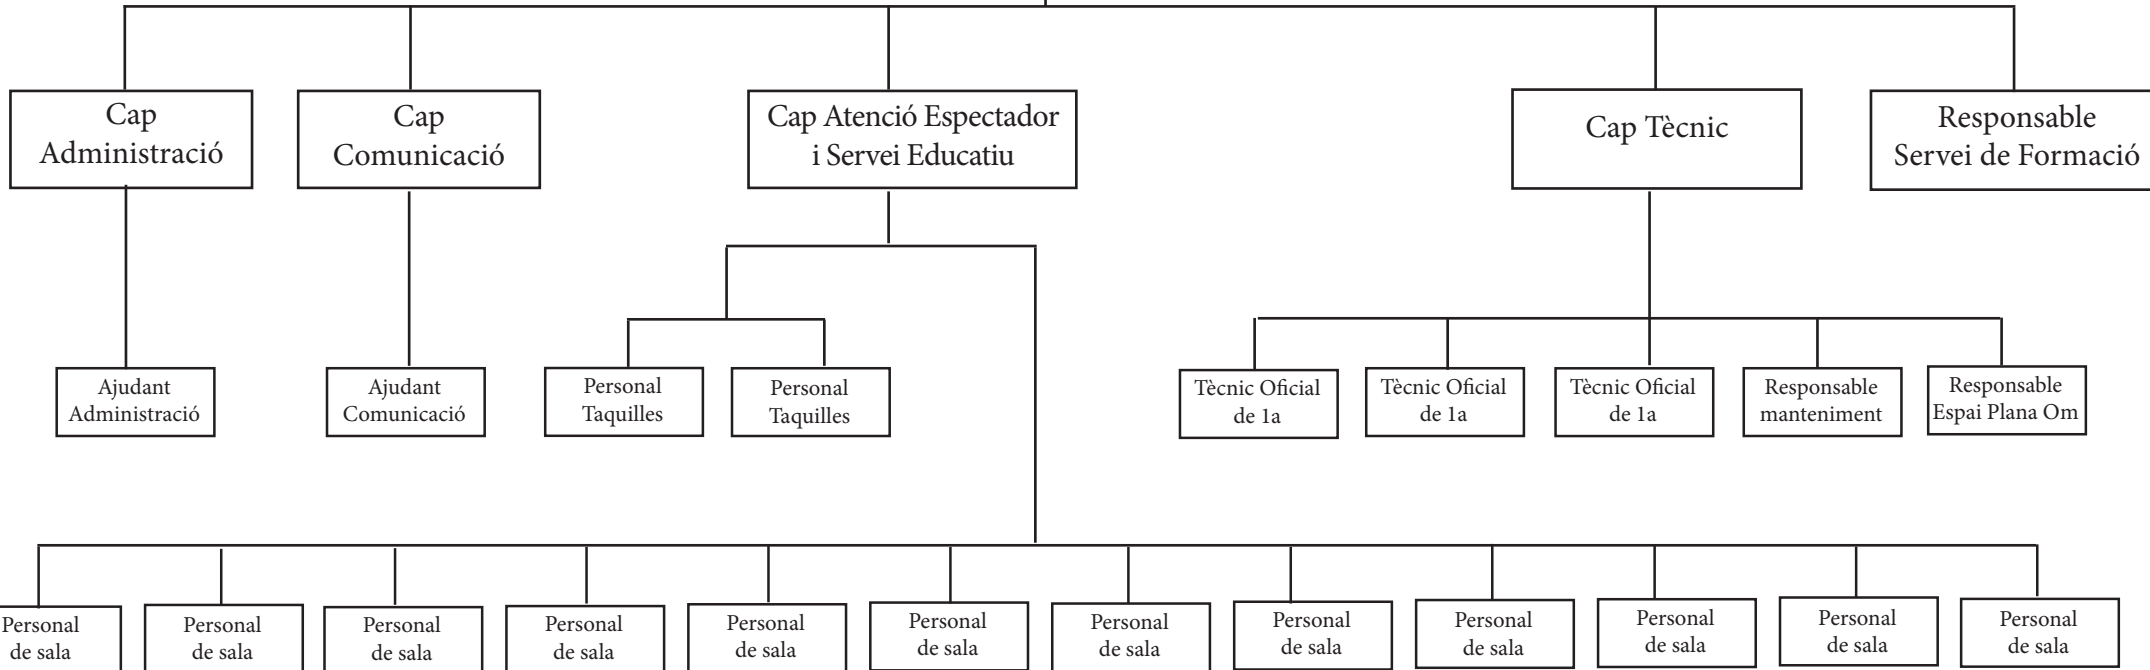 Cap
Administració
Cap
Comunicació
Cap Atenció Espectador
i Servei Educatiu
Cap Tècnic
Responsable
Servei de Formació
Ajudant
Administració
Ajudant
Comunicació
Personal
Taquilles
Personal
Taquilles
Tècnic Oficial
de 1a
Tècnic Oficial
de 1a
Tècnic Oficial
de 1a
Responsable
manteniment
Responsable
Espai Plana Om
Personal
de sala
Personal
de sala
Personal
de sala
Personal
de sala
Personal
de sala
Personal
de sala
Personal
de sala
Personal
de sala
Personal
de sala
Personal
de sala
Personal
de sala
Personal
de sala